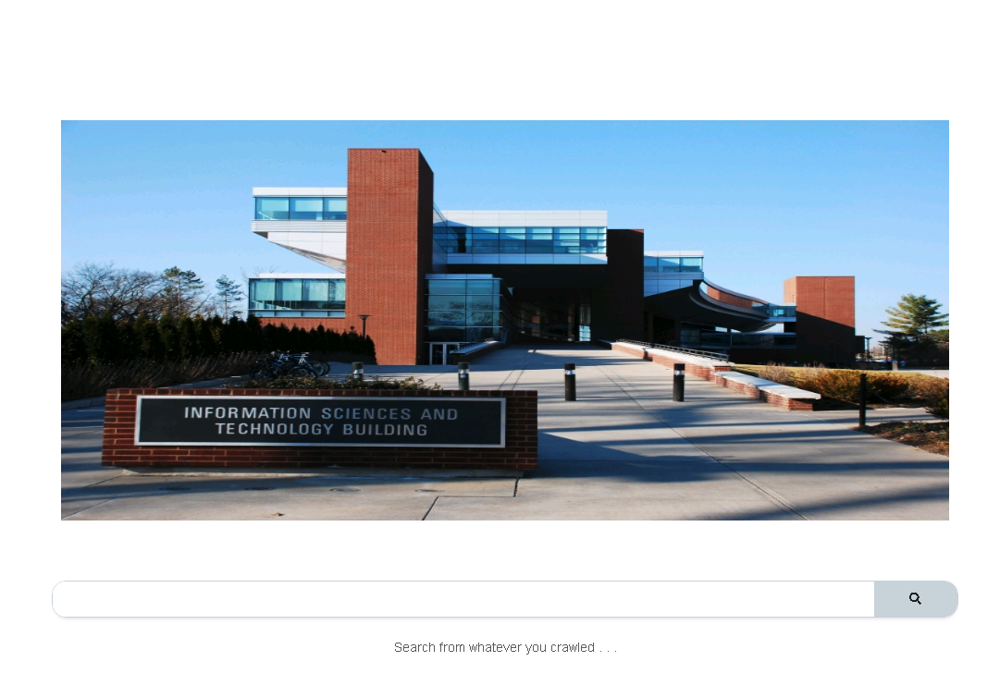 INFORMATION SCIENCES AND
TECHNOLOGY BUILDING
Search from whatever you crawled . . .